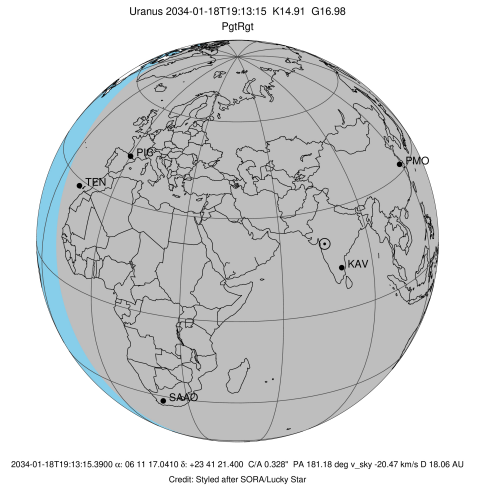 Uranus 2034-01-18T19:13:15 K14.91 G16.98
PgtRgt
PIC
PMO
TEN
KAV
SAAO
2034-01-18T19:13:15.3900 α: 06 11 17.0410 δ: +23 41 21.400 C/A 0.328" PA 181.18 deg v_sky -20.47 km/s D 18.06 AU
Credit: Styled after SORA/Lucky Star